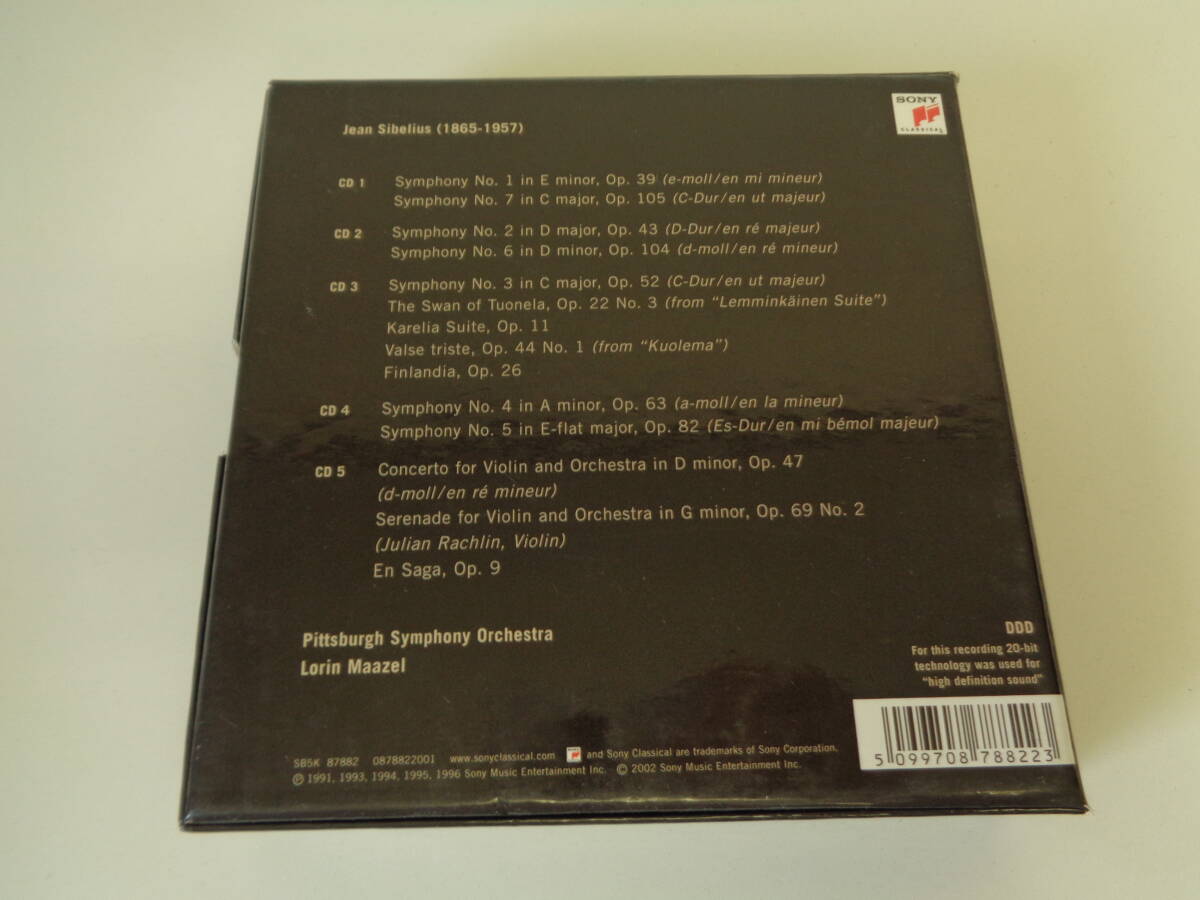 SONY
CLASSICAL
Jean Sibelius (1865-1957)
CD 1 Symphony No. 1 in E minor, Op. 39 (e-moll/en mi mineur)
Symphony No. 7 in C major, Op. 105 (C-Dur/en ut majeur)
CD 2 Symphony No. 2 in D major, Op. 43 (D-Dur/en ré majeur)
Symphony No. 6 in D minor, Op. 104 (d-moll/en ré mineur)
CD 3 Symphony No. 3 in C major, Op. 52 (C-Dur/en ut majeur)
The Swan of Tuonela, Op. 22 No. 3 (from “Lemminkäinen Suite”)
Karelia Suite, Op. 11
Valse triste, Op. 44 No. 1 (from “Kuolema”)
Finlandia, Op. 26
CD 4 Symphony No. 4 in A minor, Op. 63 (a-moll/en la mineur)
Symphony No. 5 in E-flat major, Op. 82 (Es-Dur/en mi bémol majeur)
CD 5 Concerto for Violin and Orchestra in D minor, Op. 47
(d-moll/en ré mineur)
Serenade for Violin and Orchestra in G minor, Op. 69 No. 2
(Julian Rachlin, Violin)
En Saga, Op. 9
Pittsburgh Symphony Orchestra
Lorin Maazel
DDD
For this recording 20-bit
technology was used for
“high definition sound”
SB5K 87882 0878822001 www.sonyclassical.com SONY and Sony Classical are trademarks of Sony Corporation.
℗ 1991, 1993, 1994, 1995, 1996 Sony Music Entertainment Inc. © 2002 Sony Music Entertainment Inc.
5 099708 788223